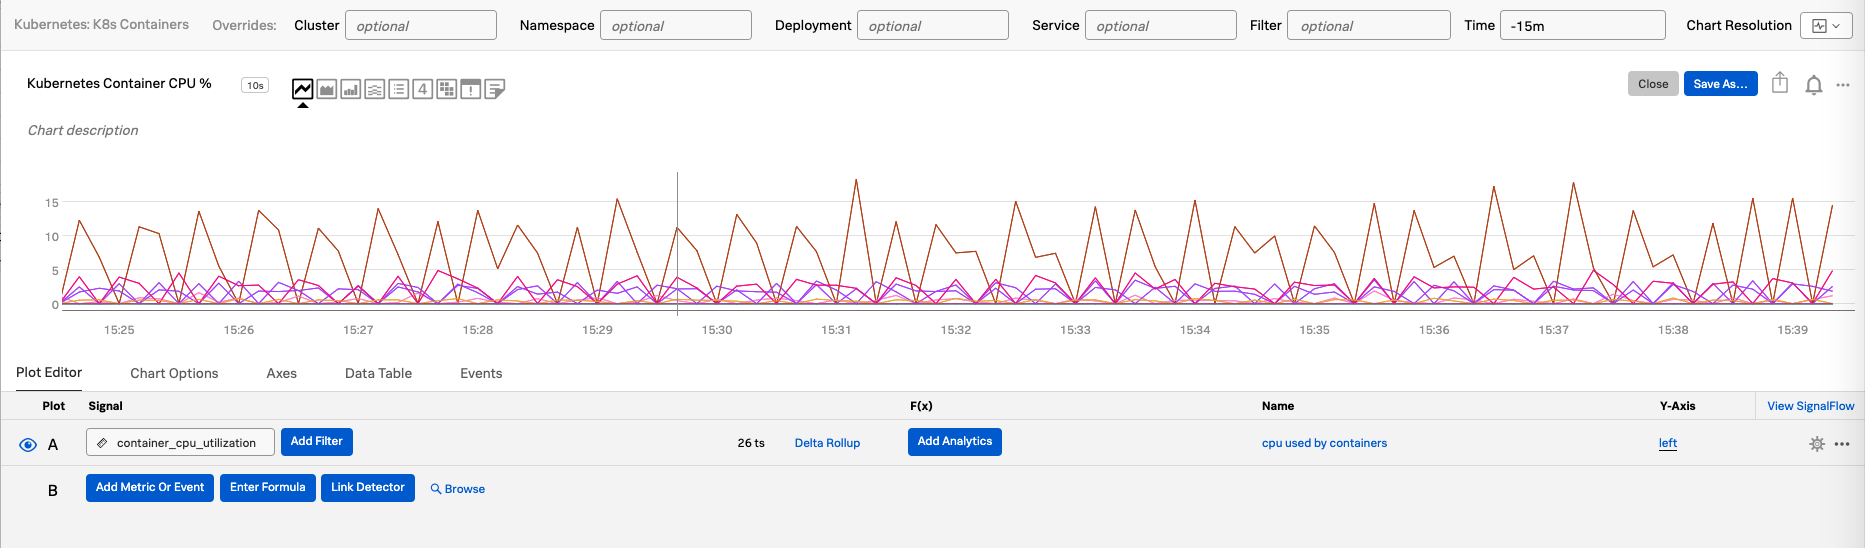 Kubernetes: K8s Containers Overrides: Cluster optional Namespace optional Deployment optional Service optional Filter optional Time -15m Chart Resolution
Kubernetes Container CPU % 10s 4 Close Save As... ...
Chart description
15
10
5
0
15:25 15:26 15:27 15:28 15:29 15:30 15:31 15:32 15:33 15:34 15:35 15:36 15:37 15:38 15:39
Plot Editor Chart Options Axes Data Table Events
Plot Signal F(x) Name Y-Axis View SignalFlow
A container_cpu_utilization Add Filter 26 ts Delta Rollup Add Analytics cpu used by containers left ...
B Add Metric Or Event Enter Formula Link Detector Browse